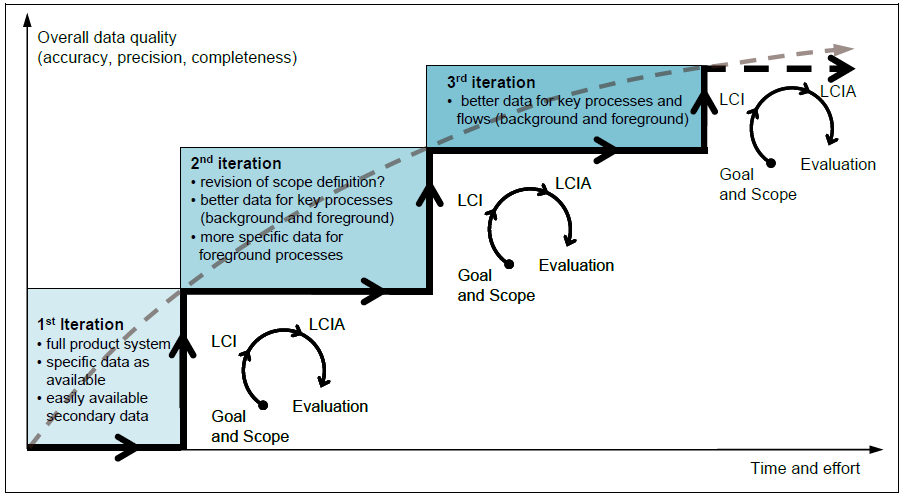 Overall data quality
(accuracy, precision, completeness)
3rd iteration
• better data for key processes and
flows (background and foreground)
LCI
LCIA
Goal
and Scope
Evaluation
2nd iteration
• revision of scope definition?
• better data for key processes
(background and foreground)
• more specific data for
foreground processes
LCI
LCIA
Goal
and Scope
Evaluation
1st Iteration
• full product system
• specific data as
available
• easily available
secondary data
LCI
LCIA
Goal
and Scope
Evaluation
Time and effort